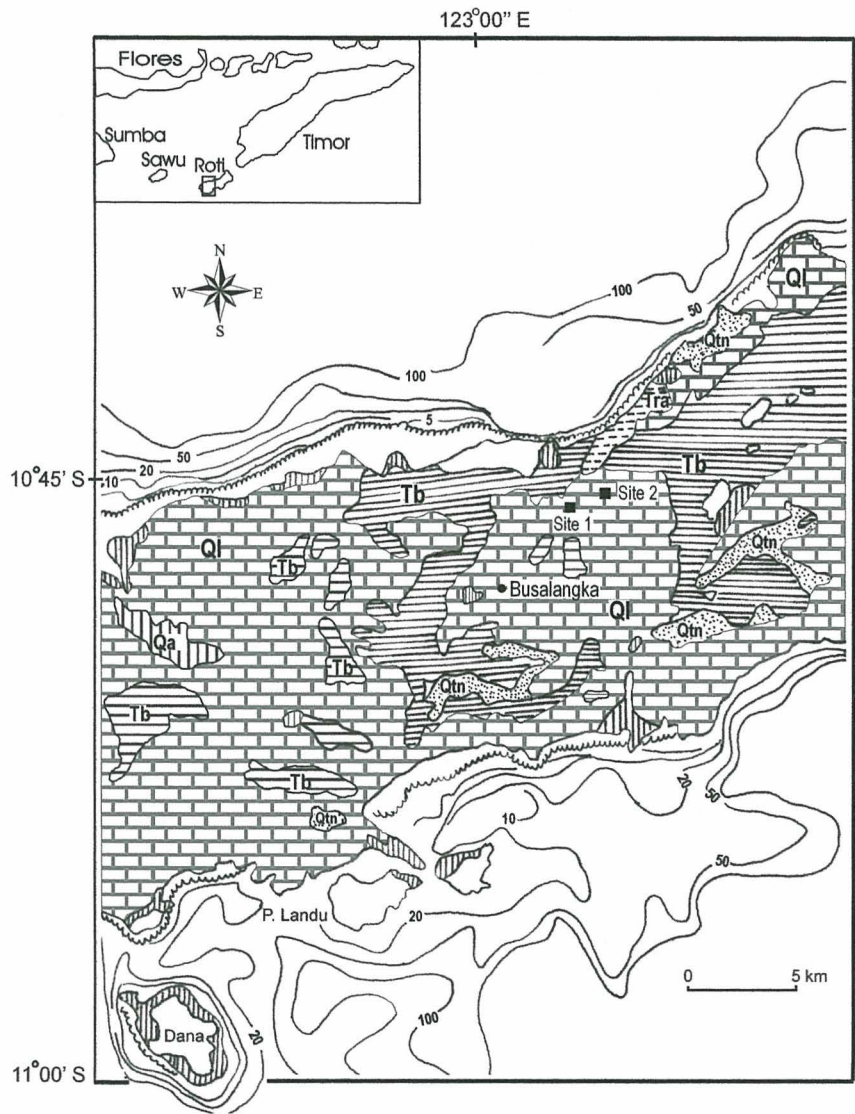 123°00" E
Flores
Sumba
Sawu
Roti
Timor
N
W E
S
100
50
Ql
Qtn
100
Tra
50
20
5
10
10°45' S
Tb
Tb
Site 2
Site 1
Ql
Qtn
Tb
Busalangka
Ql
Qa
Qtn
Tb
Qtn
Tb
Tb
20
50
Qtn
10
50
P. Landu
20
0 5 km
100
20
Dana
11°00' S